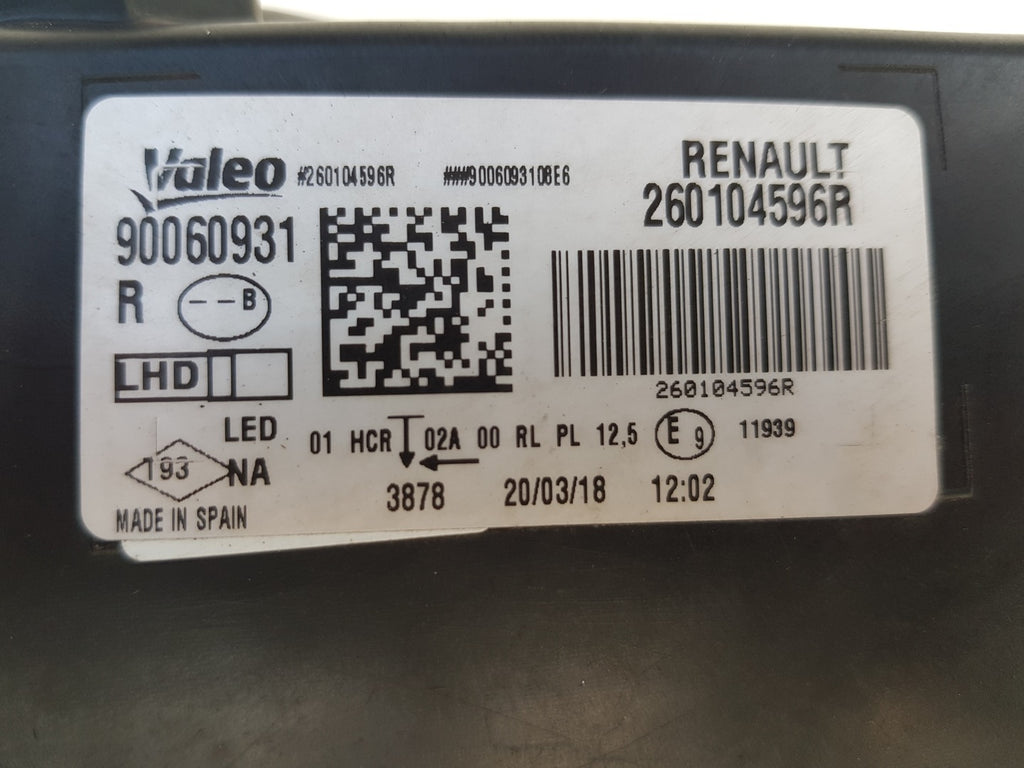 Valeo #260104596R ###9006093108E6
RENAULT
260104596R
90060931
R --B
LHD
260104596R
LED
01 HCR 02A 00 RL PL 12,5 E 9 11939
193 NA
3878 20/03/18 12:02
MADE IN SPAIN